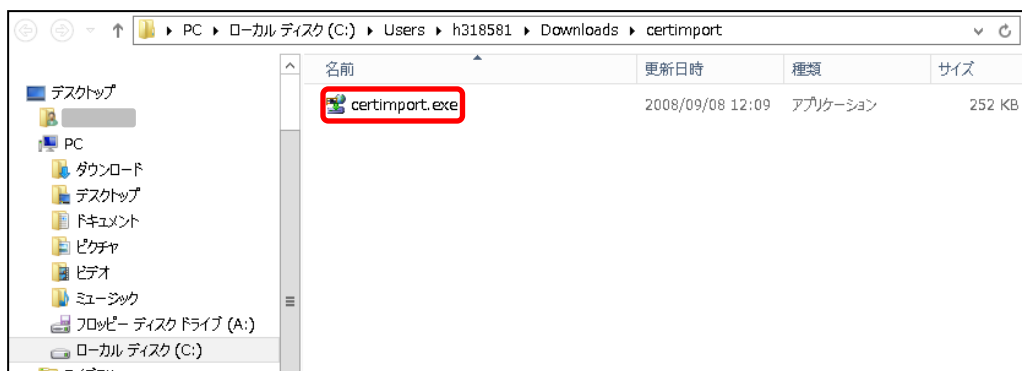 PC ローカル ディスク (C:) Users h318581 Downloads certimport
名前 更新日時 種類 サイズ
certimport.exe 2008/09/08 12:09 アプリケーション 252 KB
デスクトップ
PC
ダウンロード
デスクトップ
ドキュメント
ピクチャ
ビデオ
ミュージック
フロッピー ディスク ドライブ (A:)
ローカル ディスク (C:)